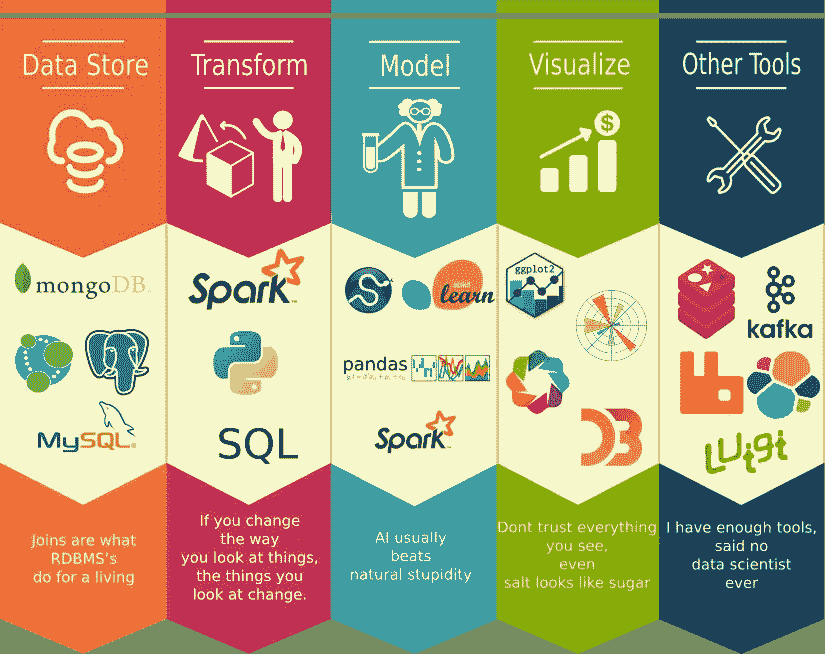 Data Store
Transform
Model
Visualize
Other Tools
$
mongoDB
MySQL
Spark
SQL
learn
pandas
Spark
ggplot2
kafka
Luigi
Joins are what
RDBMS's
do for a living
If you change
the way
you look at things,
the things you
look at change.
AI usually
beats
natural stupidity
Dont trust everything
you see,
even
salt looks like sugar
I have enough tools,
said no
data scientist
ever